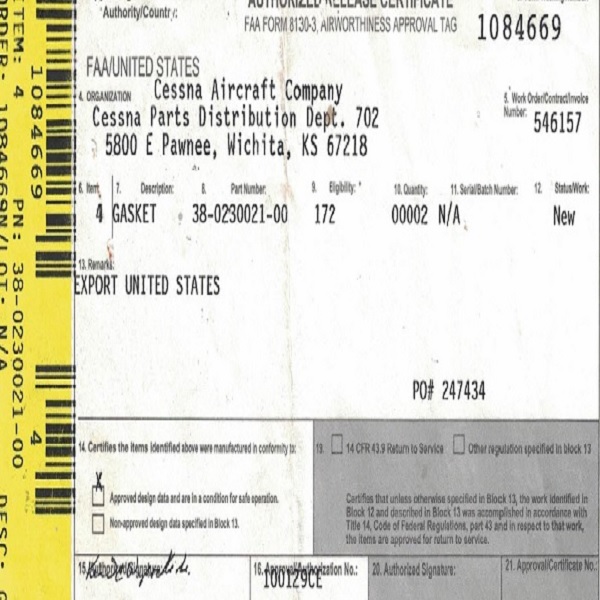 Authority/Country:
AUTHORIZED RELEASE CERTIFICATE
FAA FORM 8130-3, AIRWORTHINESS APPROVAL TAG
1084669
FAA/UNITED STATES
4. ORGANIZATION Cessna Aircraft Company
Cessna Parts Distribution Dept. 702
5800 E Pawnee, Wichita, KS 67218
5. Work Order/Contract/Invoice
Number: 546157
6. Item: 7. Description: 8. Part Number: 9. Eligibility: * 10. Quantity: 11. Serial/Batch Number: 12. Status/Work:
4 GASKET 38-0230021-00 172 00002 N/A New
13. Remarks:
EXPORT UNITED STATES
PO# 247434
14. Certifies the items identified above were manufactured in conformity to:
X
Approved design data and are in a condition for safe operation.
Non-approved design data specified in Block 13.
19. 14 CFR 43.9 Return to Service Other regulation specified in block 13
Certifies that unless otherwise specified in Block 13, the work identified in
Block 12 and described in Block 13 was accomplished in accordance with
Title 14, Code of Federal Regulations, part 43 and in respect to that work,
the items are approved for return to service.
15. Authorized Signature:
16. Approval/Authorization No.:
100129CE
20. Authorized Signature:
21. Approval/Certificate No.:
ITEM: 4 PN: 38-0230021-00 DESC: G
ORDER: 1084669N/LOT: N/A
1084669
4